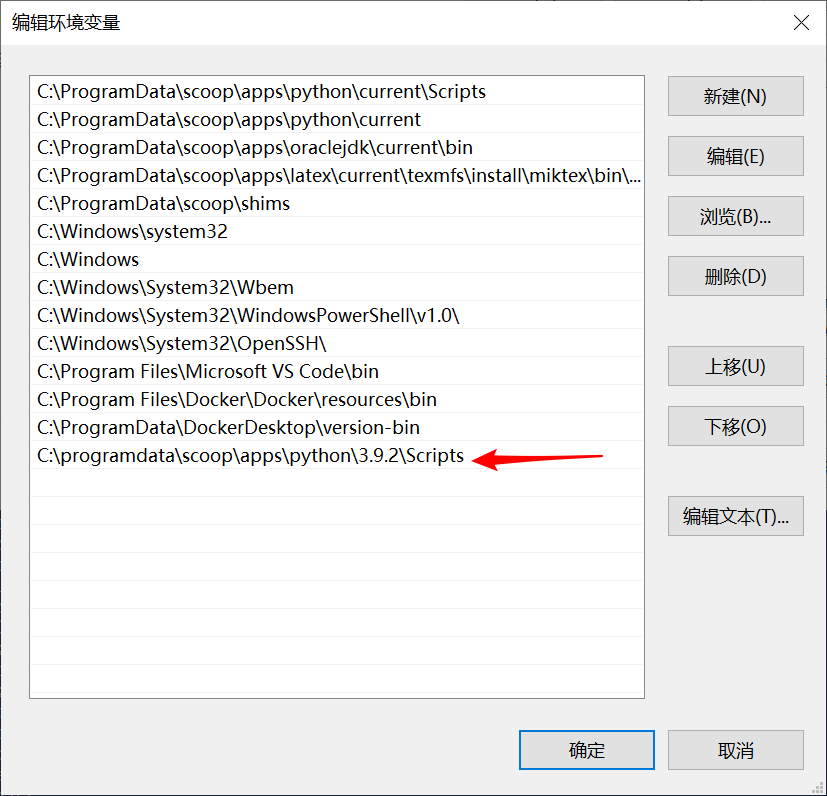 编辑环境变量
C:\ProgramData\scoop\apps\python\current\Scripts
C:\ProgramData\scoop\apps\python\current
C:\ProgramData\scoop\apps\oraclejdk\current\bin
C:\ProgramData\scoop\apps\latex\current\texmfs\install\miktex\bin\...
C:\ProgramData\scoop\shims
C:\Windows\system32
C:\Windows
C:\Windows\System32\Wbem
C:\Windows\System32\WindowsPowerShell\v1.0\
C:\Windows\System32\OpenSSH\
C:\Program Files\Microsoft VS Code\bin
C:\Program Files\Docker\Docker\resources\bin
C:\ProgramData\DockerDesktop\version-bin
C:\programdata\scoop\apps\python\3.9.2\Scripts
新建(N)
编辑(E)
浏览(B)...
删除(D)
上移(U)
下移(O)
编辑文本(T)...
确定
取消